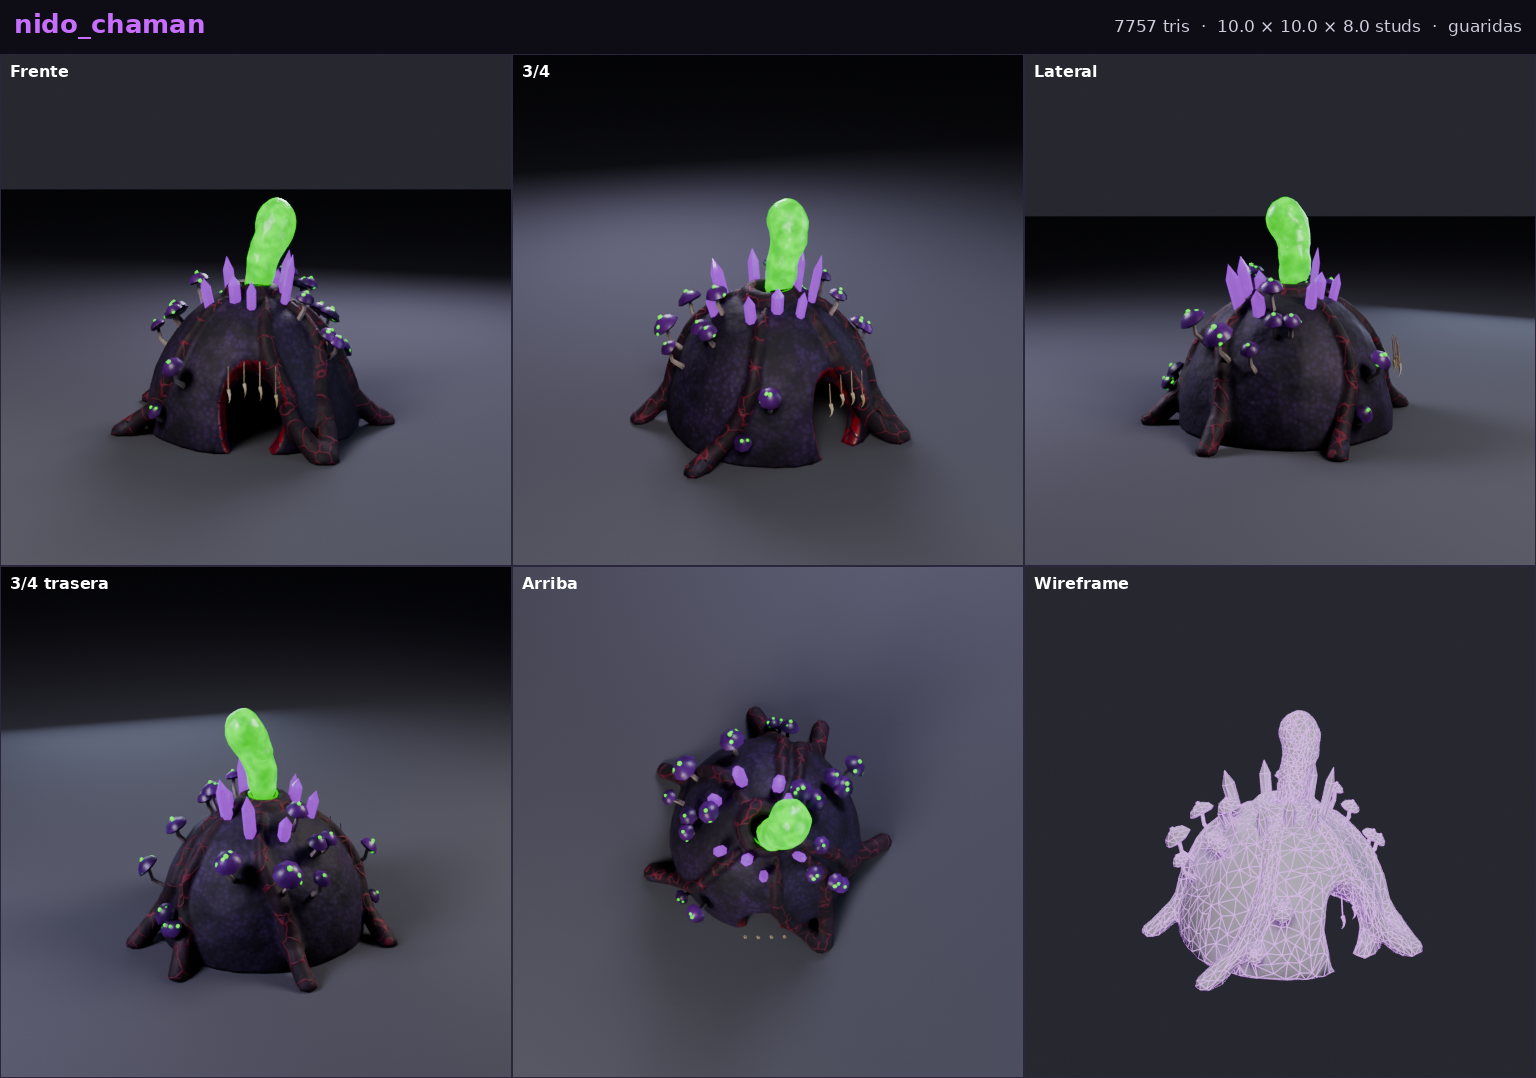 nido_chaman
7757 tris · 10.0 × 10.0 × 8.0 studs · guaridas
Frente
3/4
Lateral
3/4 trasera
Arriba
Wireframe